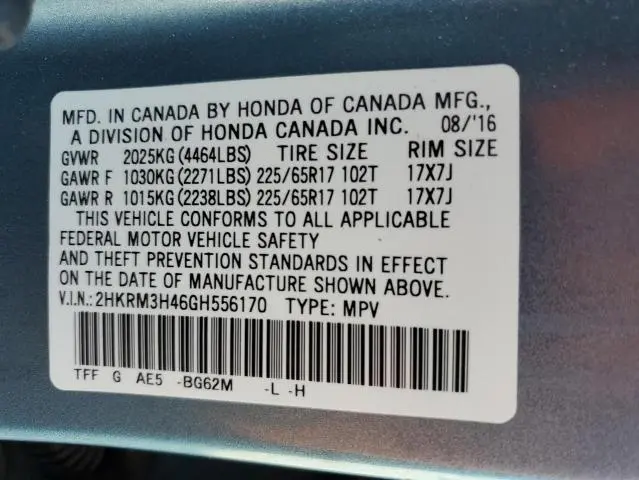 MFD. IN CANADA BY HONDA OF CANADA MFG.,
A DIVISION OF HONDA CANADA INC. 08/'16
GVWR 2025KG (4464LBS) TIRE SIZE RIM SIZE
GAWR F 1030KG (2271LBS) 225/65R17 102T 17X7J
GAWR R 1015KG (2238LBS) 225/65R17 102T 17X7J
THIS VEHICLE CONFORMS TO ALL APPLICABLE
FEDERAL MOTOR VEHICLE SAFETY
AND THEFT PREVENTION STANDARDS IN EFFECT
ON THE DATE OF MANUFACTURE SHOWN ABOVE.
V.I.N.: 2HKRM3H46GH556170 TYPE: MPV
TFF G AE5 -BG62M -L -H